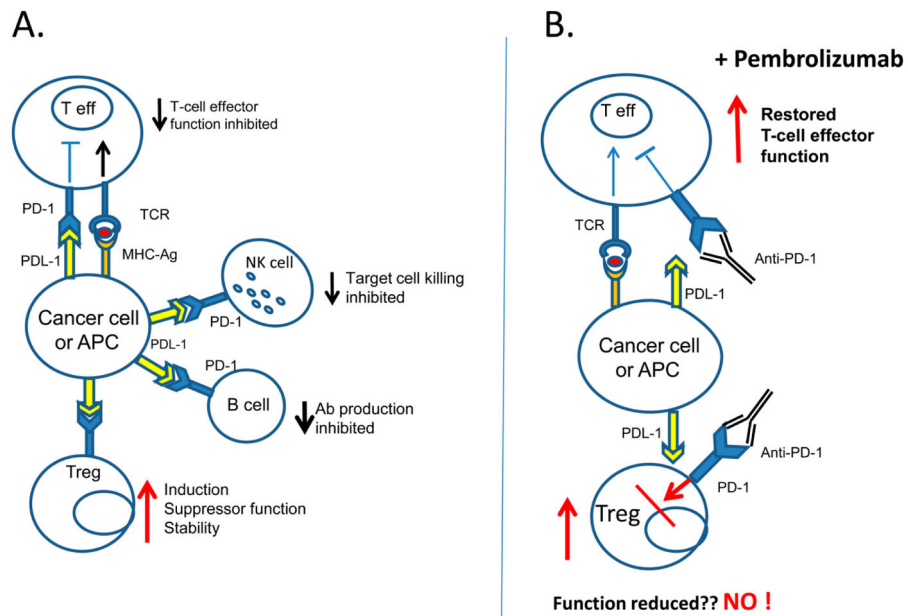 A.
T eff
T-cell effector
function inhibited
PD-1
TCR
PDL-1
MHC-Ag
NK cell
Target cell killing
inhibited
PD-1
Cancer cell
or APC
PDL-1
PD-1
B cell
Ab production
inhibited
Treg
Induction
Suppressor function
Stability
B.
+ Pembrolizumab
T eff
Restored
T-cell effector
function
TCR
Anti-PD-1
PDL-1
Cancer cell
or APC
PDL-1
Anti-PD-1
PD-1
Treg
Function reduced?? NO !